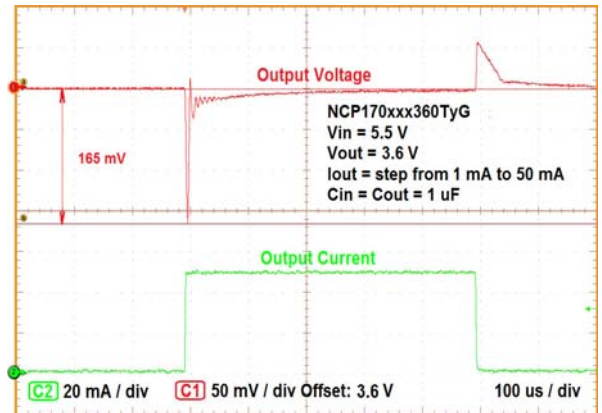 Output Voltage
NCP170xxx360TyG
Vin = 5.5 V
Vout = 3.6 V
Iout = step from 1 mA to 50 mA
Cin = Cout = 1 uF
165 mV
Output Current
C2 20 mA / div C1 50 mV / div Offset: 3.6 V 100 us / div